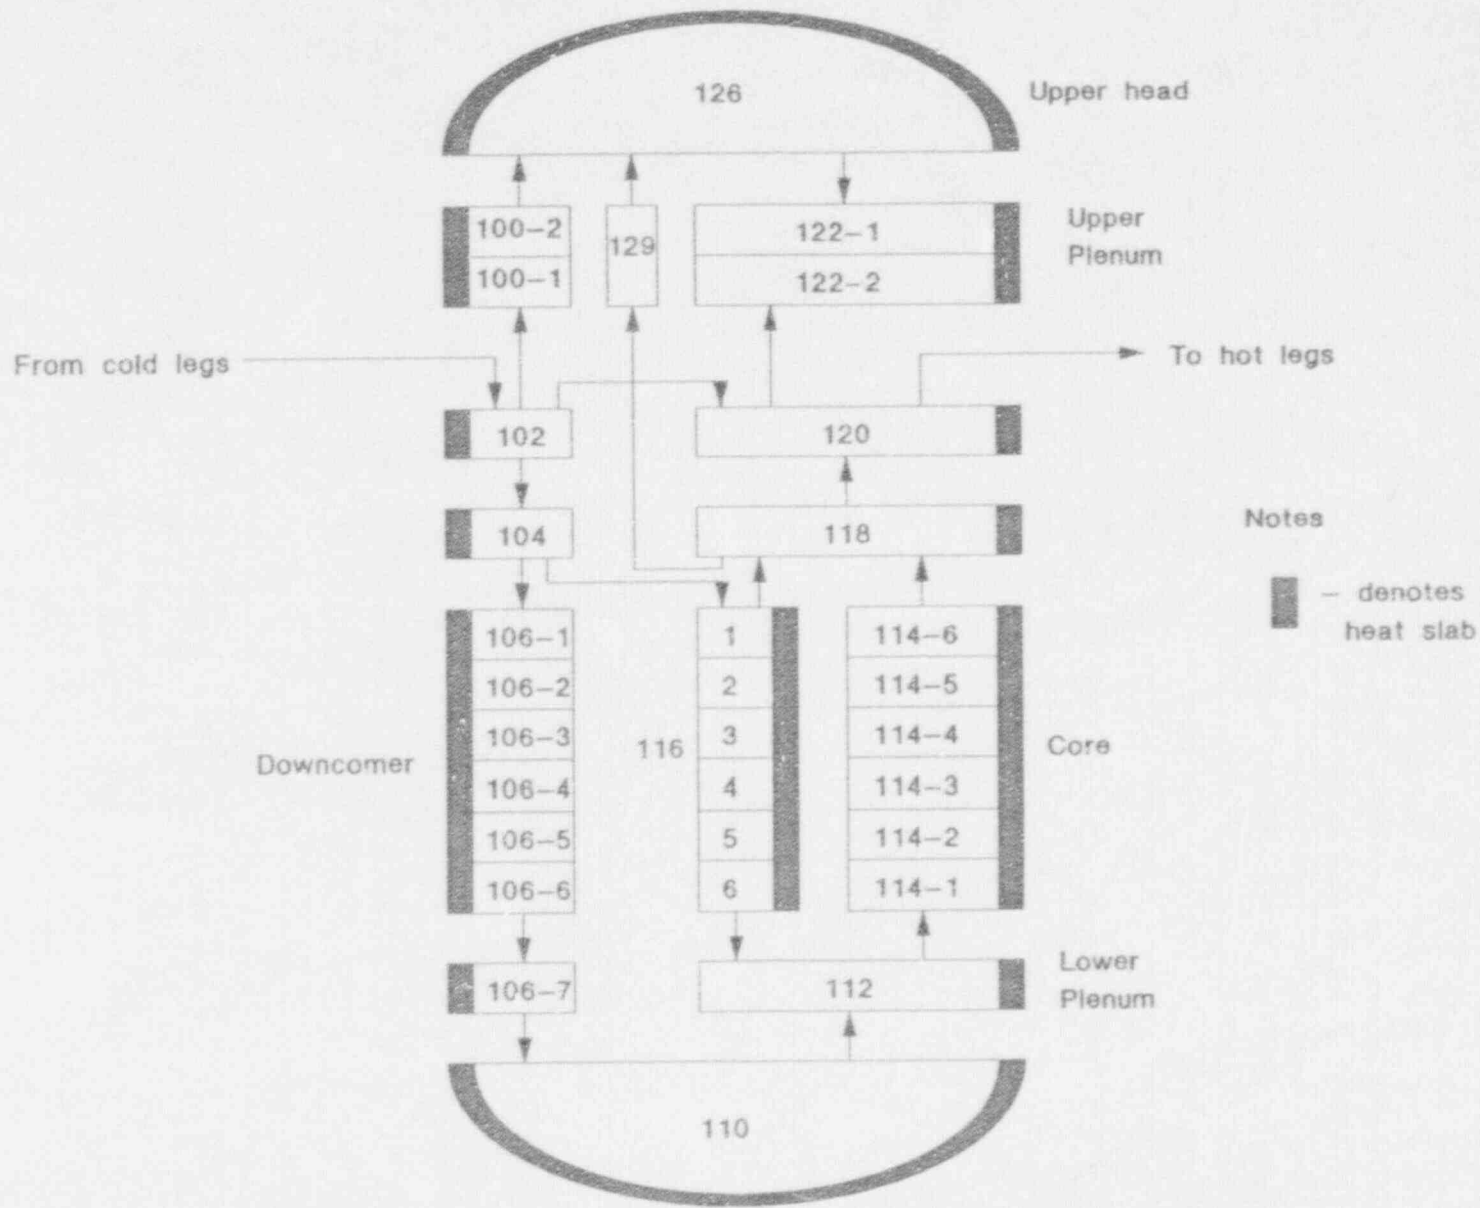 126
Upper head
100-2
129
122-1
Upper
Plenum
100-1
122-2
From cold legs
To hot legs
102
120
104
118
Notes
– denotes
heat slab
106-1
1
114-6
106-2
2
114-5
106-3
116
3
114-4
Core
Downcomer
106-4
4
114-3
106-5
5
114-2
106-6
6
114-1
106-7
112
Lower
Plenum
110